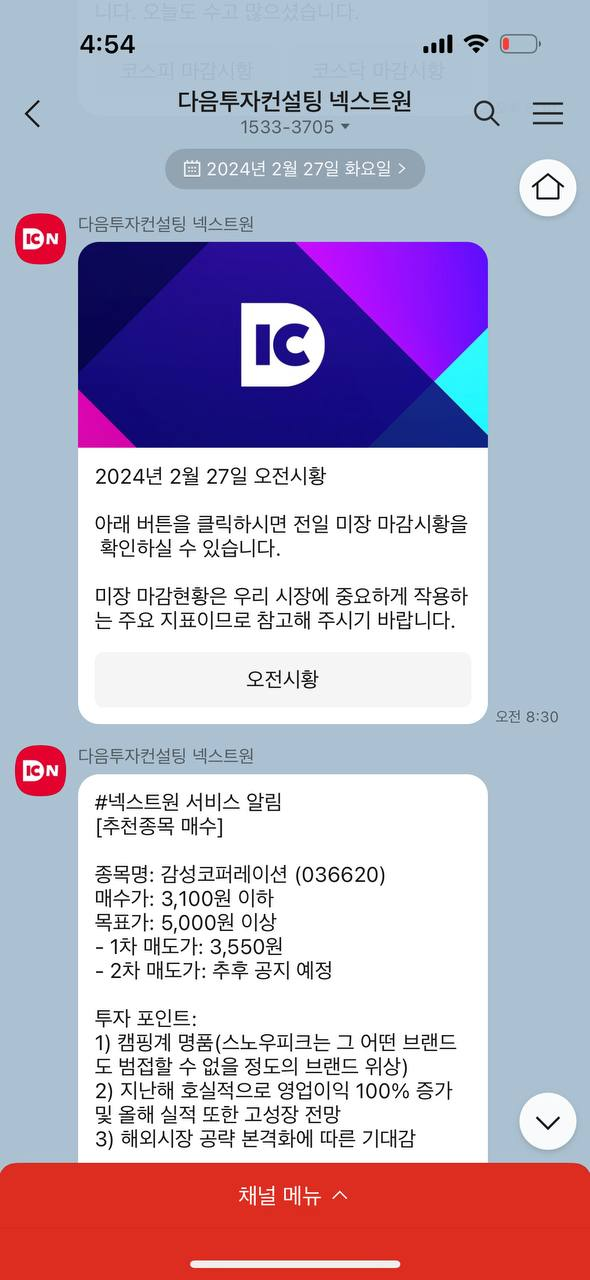 니다. 오늘도 수고 많으셨습니다.
4:54
코스피 마감시황
코스닥 마감시황
다음투자컨설팅 넥스트원
1533-3705
2024년 2월 27일 화요일
다음투자컨설팅 넥스트원
IC N
IC
2024년 2월 27일 오전시황
아래 버튼을 클릭하시면 전일 미장 마감시황을
확인하실 수 있습니다.
미장 마감현황은 우리 시장에 중요하게 작용하
는 주요 지표이므로 참고해 주시기 바랍니다.
오전시황
오전 8:30
다음투자컨설팅 넥스트원
IC N
#넥스트원 서비스 알림
[추천종목 매수]
종목명: 감성코퍼레이션 (036620)
매수가: 3,100원 이하
목표가: 5,000원 이상
- 1차 매도가: 3,550원
- 2차 매도가: 추후 공지 예정
투자 포인트:
1) 캠핑계 명품(스노우피크는 그 어떤 브랜드
도 범접할 수 없을 정도의 브랜드 위상)
2) 지난해 호실적으로 영업이익 100% 증가
및 올해 실적 또한 고성장 전망
3) 해외시장 공략 본격화에 따른 기대감
채널 메뉴